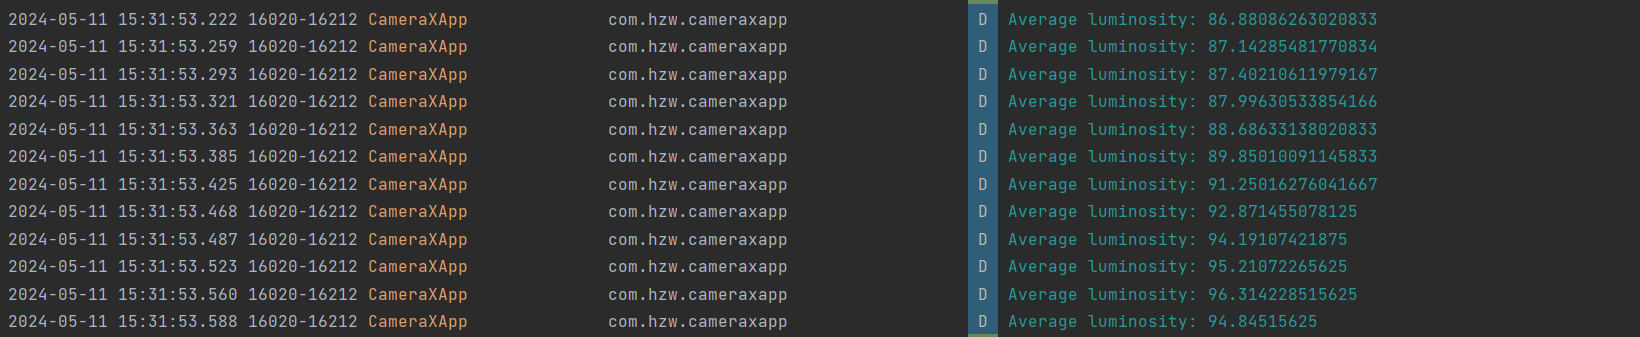 2024-05-11 15:31:53.222 16020-16212 CameraXApp com.hzw.cameraxapp D Average luminosity: 86.88086263020833
2024-05-11 15:31:53.259 16020-16212 CameraXApp com.hzw.cameraxapp D Average luminosity: 87.14285481770834
2024-05-11 15:31:53.293 16020-16212 CameraXApp com.hzw.cameraxapp D Average luminosity: 87.40210611979167
2024-05-11 15:31:53.321 16020-16212 CameraXApp com.hzw.cameraxapp D Average luminosity: 87.99630533854166
2024-05-11 15:31:53.363 16020-16212 CameraXApp com.hzw.cameraxapp D Average luminosity: 88.68633138020833
2024-05-11 15:31:53.385 16020-16212 CameraXApp com.hzw.cameraxapp D Average luminosity: 89.85010091145833
2024-05-11 15:31:53.425 16020-16212 CameraXApp com.hzw.cameraxapp D Average luminosity: 91.25016276041667
2024-05-11 15:31:53.468 16020-16212 CameraXApp com.hzw.cameraxapp D Average luminosity: 92.871455078125
2024-05-11 15:31:53.487 16020-16212 CameraXApp com.hzw.cameraxapp D Average luminosity: 94.19107421875
2024-05-11 15:31:53.523 16020-16212 CameraXApp com.hzw.cameraxapp D Average luminosity: 95.21072265625
2024-05-11 15:31:53.560 16020-16212 CameraXApp com.hzw.cameraxapp D Average luminosity: 96.314228515625
2024-05-11 15:31:53.588 16020-16212 CameraXApp com.hzw.cameraxapp D Average luminosity: 94.84515625